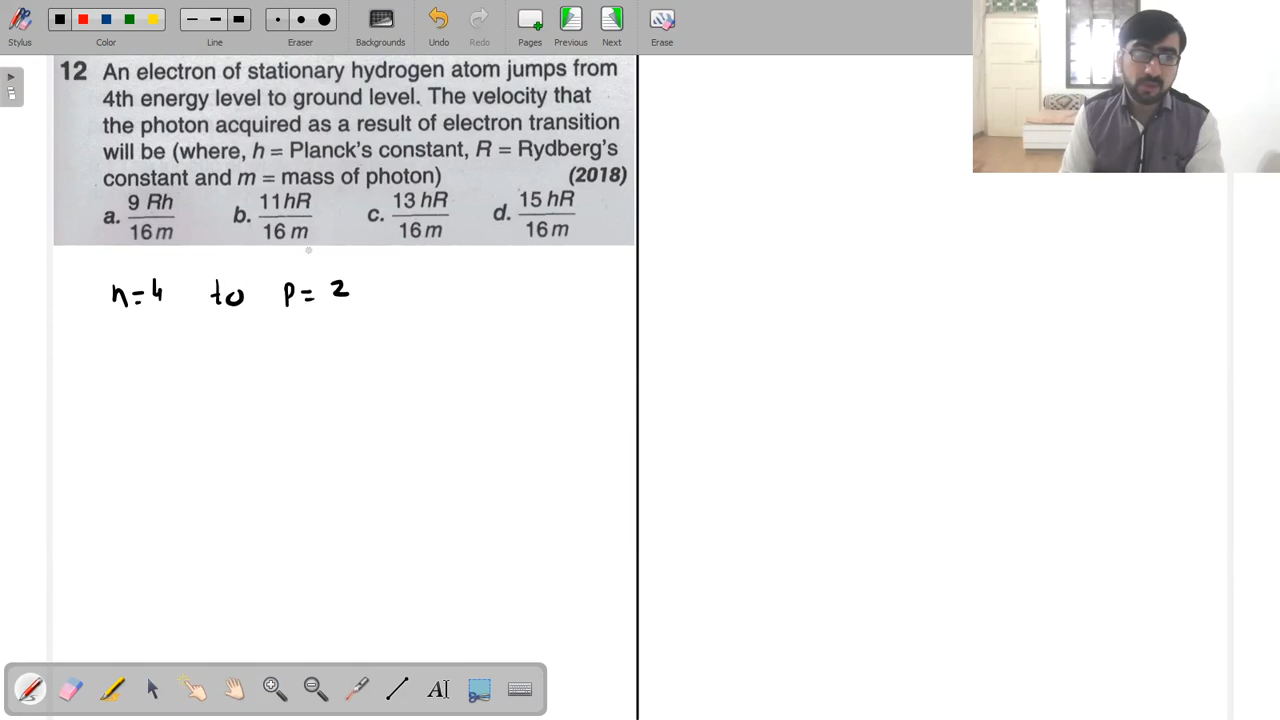 Stylus
Color
Line
Eraser
Backgrounds
Undo
Redo
Pages
Previous
Next
Erase
12 An electron of stationary hydrogen atom jumps from
4th energy level to ground level. The velocity that
the photon acquired as a result of electron transition
will be (where, h = Planck's constant, R = Rydberg's
constant and m = mass of photon) (2018)
a. 9 Rh / 16 m b. 11 hR / 16 m c. 13 hR / 16 m d. 15 hR / 16 m
n=4 to p= 2
AI